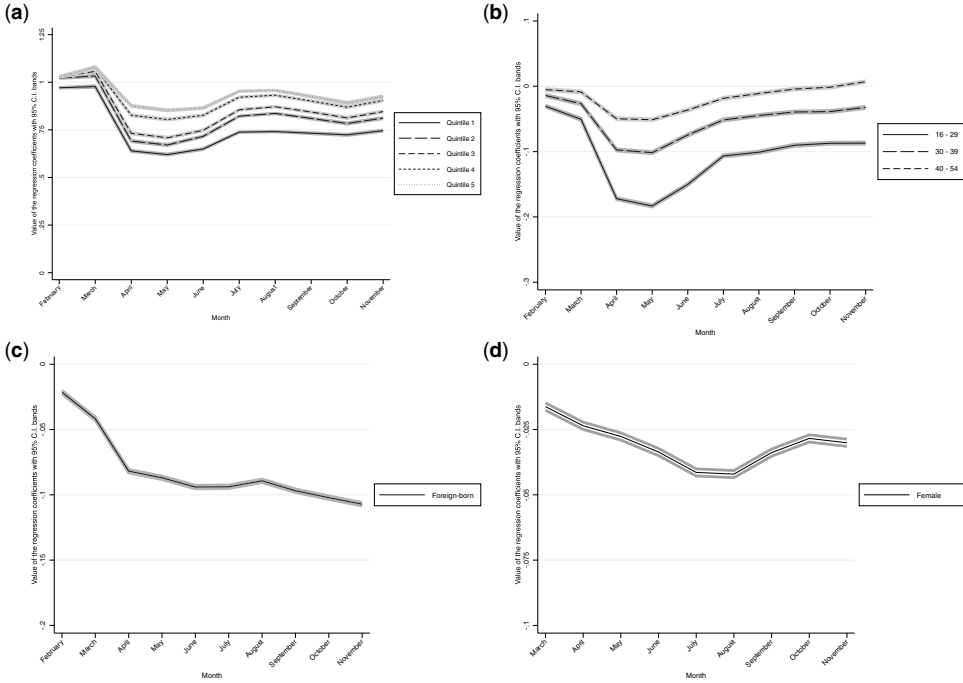 (a)
Value of the regression coefficients with 95% C.I. bands
1.25
1
.75
.5
.25
0
February
March
April
May
June
July
August
September
October
November
Month
Quintile 1
Quintile 2
Quintile 3
Quintile 4
Quintile 5
(b)
Value of the regression coefficients with 95% C.I. bands
.1
0
-.1
-.2
-.3
February
March
April
May
June
July
August
September
October
November
Month
16 - 29
30 - 39
40 - 54
(c)
Value of the regression coefficients with 95% C.I. bands
0
-.05
-.1
-.15
-.2
February
March
April
May
June
July
August
September
October
November
Month
Foreign-born
(d)
Value of the regression coefficients with 95% C.I. bands
0
-.025
-.05
-.075
-.1
March
April
May
June
July
August
September
October
November
Month
Female